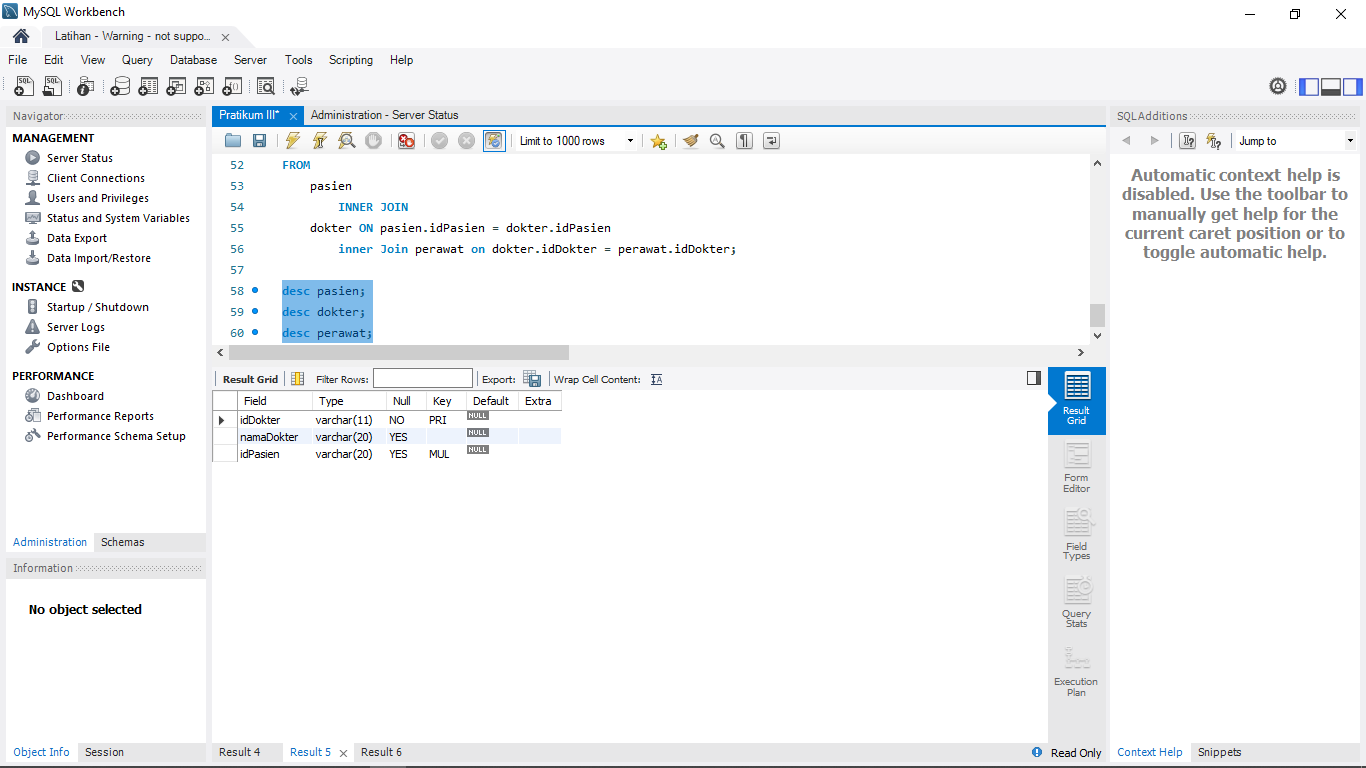 MySQL Workbench
Latihan - Warning - not suppo... ×
File Edit View Query Database Server Tools Scripting Help
Navigator
MANAGEMENT
Server Status
Client Connections
Users and Privileges
Status and System Variables
Data Export
Data Import/Restore
INSTANCE
Startup / Shutdown
Server Logs
Options File
PERFORMANCE
Dashboard
Performance Reports
Performance Schema Setup
Administration Schemas
Information
No object selected
Object Info Session
Pratikum III* × Administration - Server Status
Limit to 1000 rows
52 FROM
53 pasien
54 INNER JOIN
55 dokter ON pasien.idPasien = dokter.idPasien
56 inner Join perawat on dokter.idDokter = perawat.idDokter;
57
58 desc pasien;
59 desc dokter;
60 desc perawat;
Result Grid Filter Rows: Export: Wrap Cell Content:
Field Type Null Key Default Extra
idDokter varchar(11) NO PRI NULL
namaDokter varchar(20) YES NULL
idPasien varchar(20) YES MUL NULL
Result Grid
Form Editor
Field Types
Query Stats
Execution Plan
Result 4 Result 5 × Result 6
Read Only
SQLAdditions
Jump to
Automatic context help is
disabled. Use the toolbar to
manually get help for the
current caret position or to
toggle automatic help.
Context Help Snippets